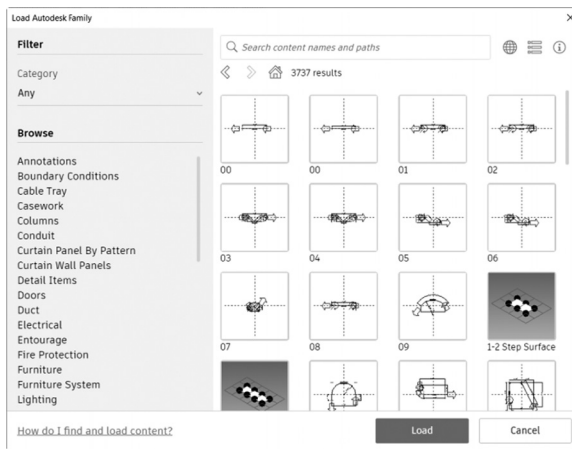 Load Autodesk Family
Filter
Category
Any
Browse
Annotations
Boundary Conditions
Cable Tray
Casework
Columns
Conduit
Curtain Panel By Pattern
Curtain Wall Panels
Detail Items
Doors
Duct
Electrical
Entourage
Fire Protection
Furniture
Furniture System
Lighting
Search content names and paths
3737 results
00
00
01
02
03
04
05
06
07
08
09
1-2 Step Surface
How do I find and load content?
Load
Cancel